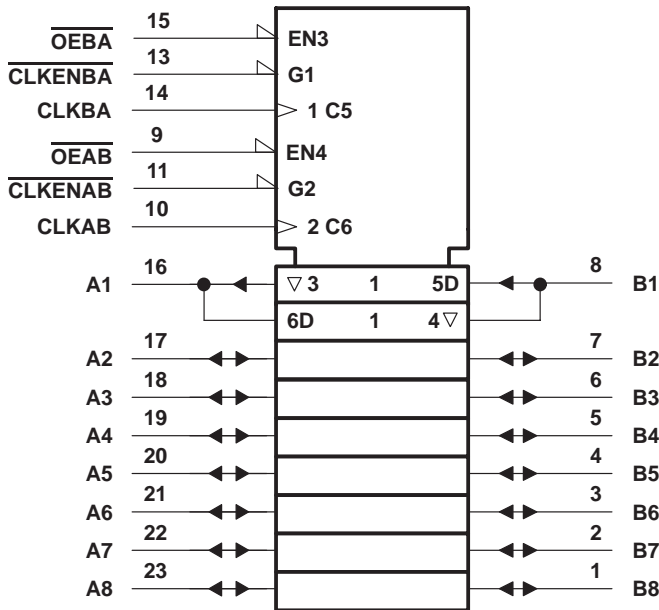 OEBA 15 EN3
CLKENBA 13 G1
CLKBA 14 1 C5
OEAB 9 EN4
CLKENAB 11 G2
CLKAB 10 2 C6
A1 16 ▽ 3 1 5D 8 B1
6D 1 4 ▽
A2 17 7 B2
A3 18 6 B3
A4 19 5 B4
A5 20 4 B5
A6 21 3 B6
A7 22 2 B7
A8 23 1 B8